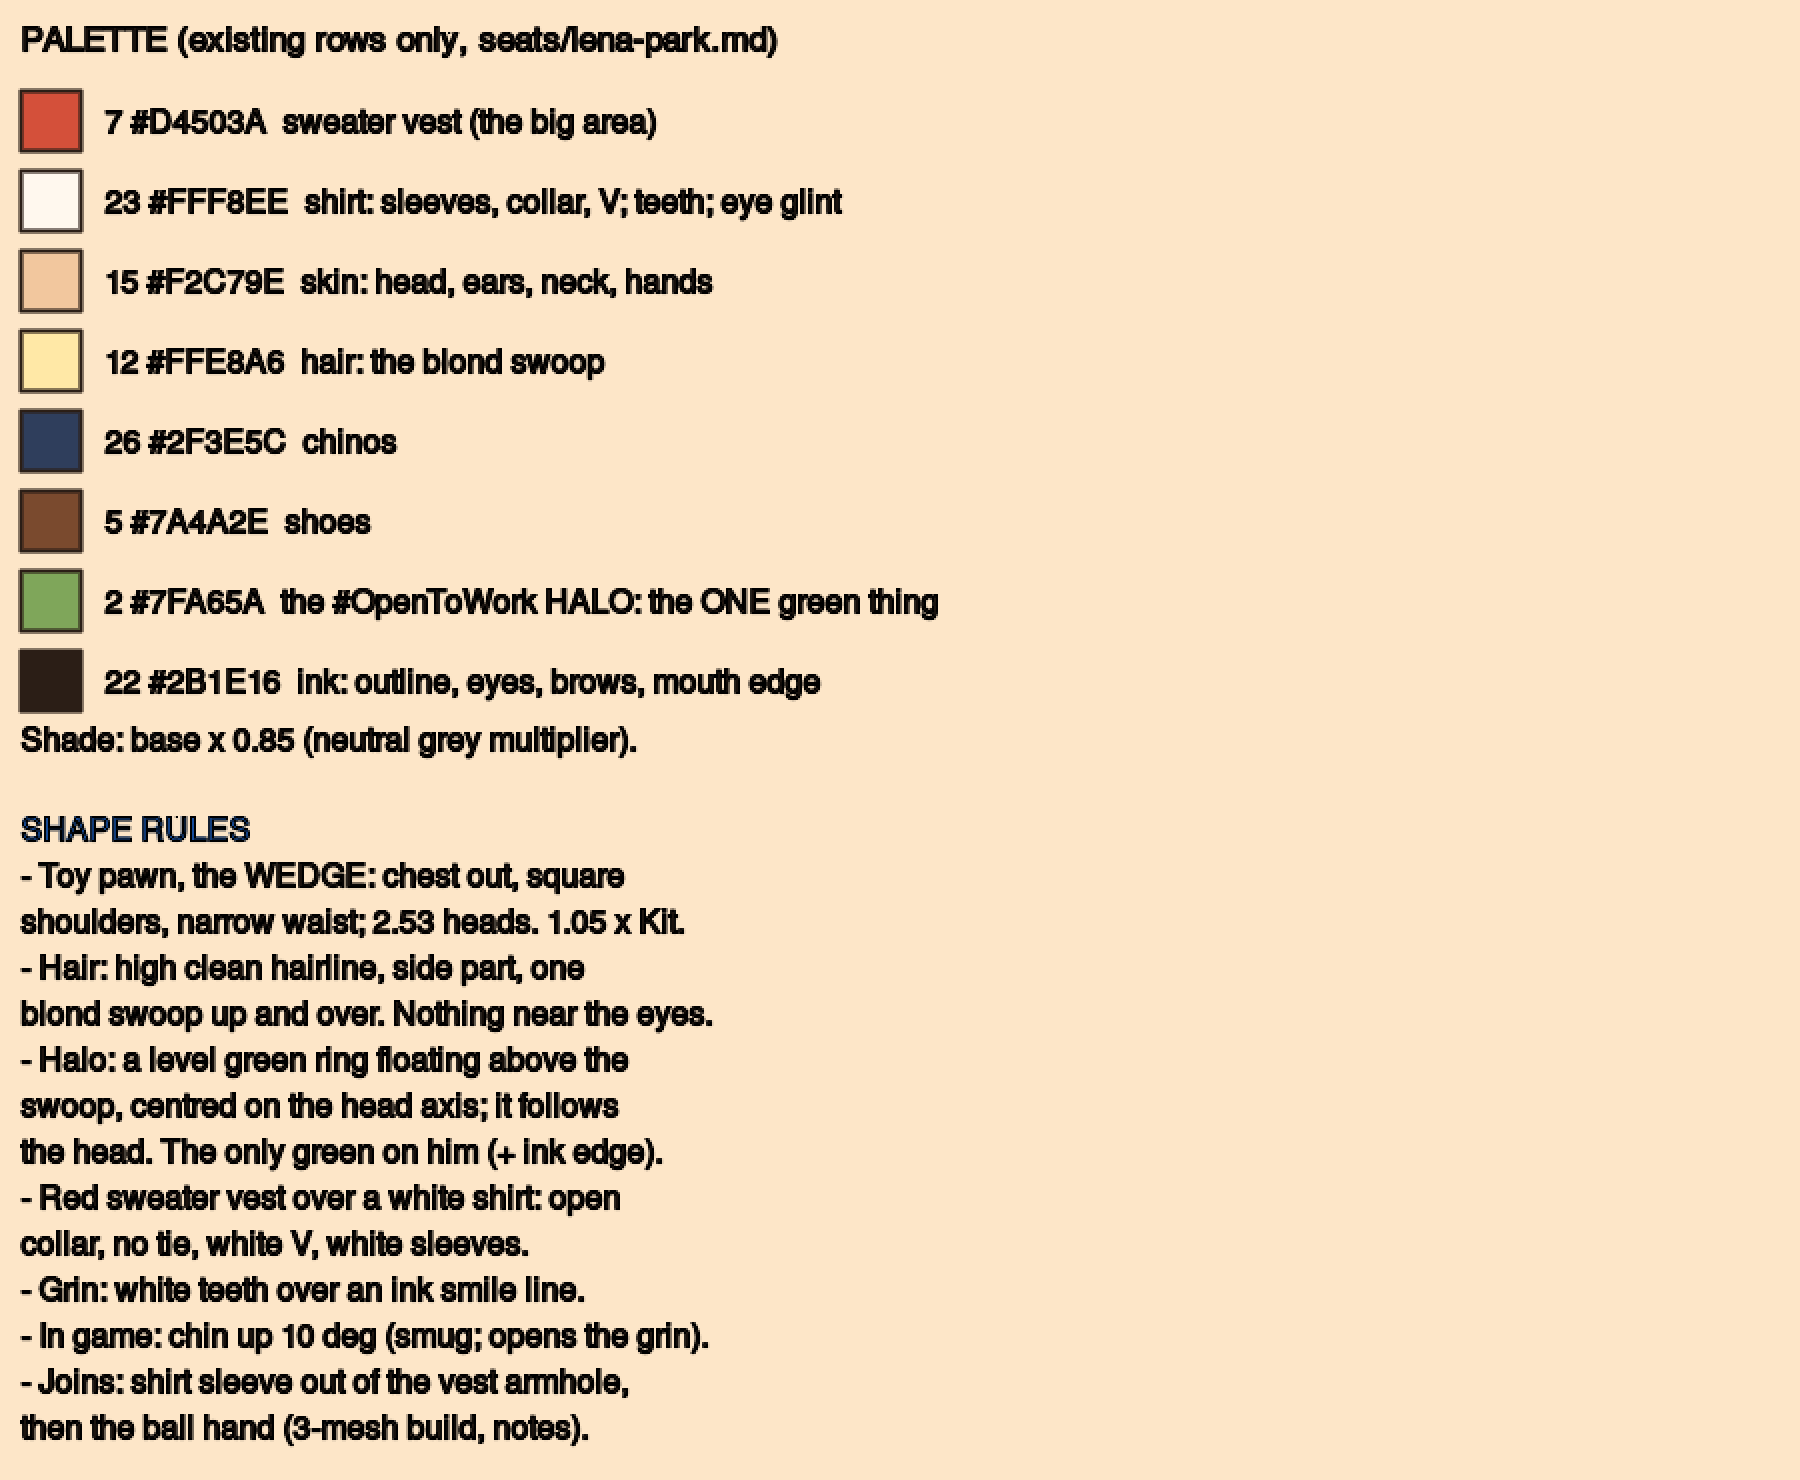 PALETTE (existing rows only, seats/lena-park.md)
7 #D4503A sweater vest (the big area)
23 #FFF8EE shirt: sleeves, collar, V; teeth; eye glint
15 #F2C79E skin: head, ears, neck, hands
12 #FFE8A6 hair: the blond swoop
26 #2F3E5C chinos
5 #7A4A2E shoes
2 #7FA65A the #OpenToWork HALO: the ONE green thing
22 #2B1E16 ink: outline, eyes, brows, mouth edge
Shade: base x 0.85 (neutral grey multiplier).
SHAPE RULES
- Toy pawn, the WEDGE: chest out, square
shoulders, narrow waist; 2.53 heads. 1.05 x Kit.
- Hair: high clean hairline, side part, one
blond swoop up and over. Nothing near the eyes.
- Halo: a level green ring floating above the
swoop, centred on the head axis; it follows
the head. The only green on him (+ ink edge).
- Red sweater vest over a white shirt: open
collar, no tie, white V, white sleeves.
- Grin: white teeth over an ink smile line.
- In game: chin up 10 deg (smug; opens the grin).
- Joins: shirt sleeve out of the vest armhole,
then the ball hand (3-mesh build, notes).